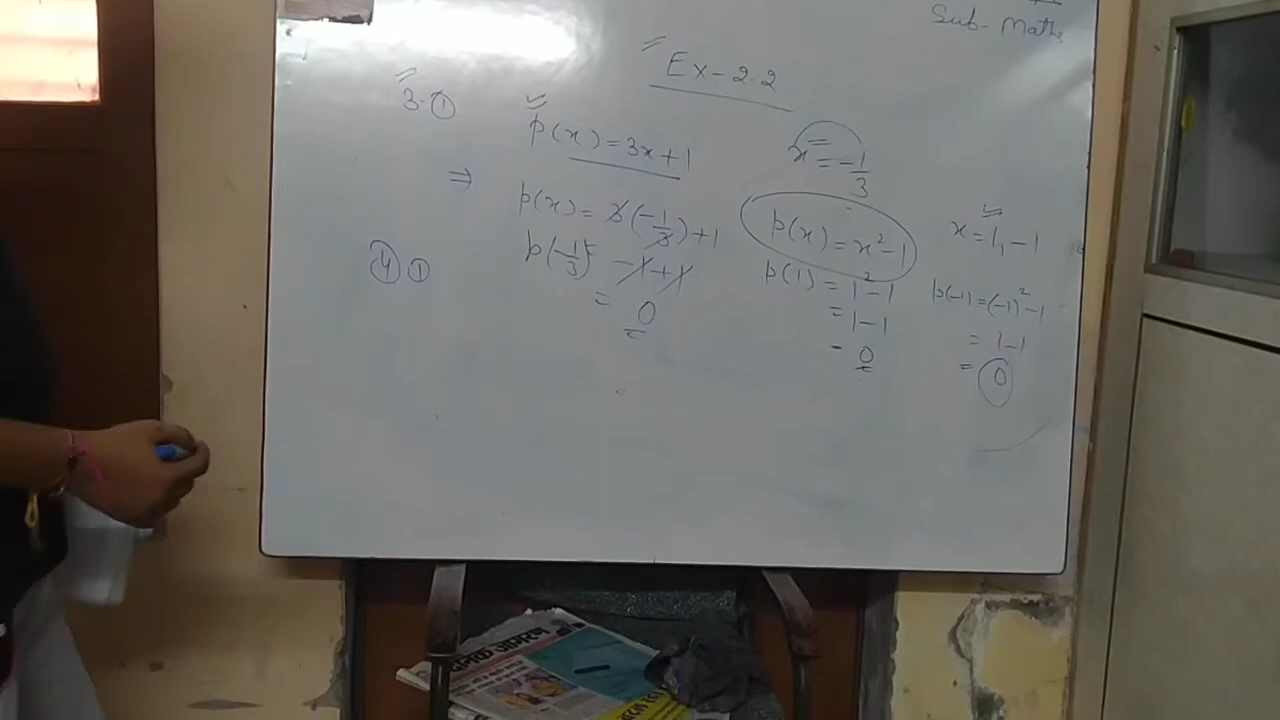 Sub- Maths
Ex-2.2
3. ①
p(x) = 3x+1
x = -1/3
⇒ p(x) = 3(-1/3)+1
p(-1/3) = -1+1
= 0
p(x) = x²-1
x = 1, -1
p(1) = 1²-1
= 1-1
- 0
p(-1) = (-1)²-1
= 1-1
= 0
④ ①
जागरण